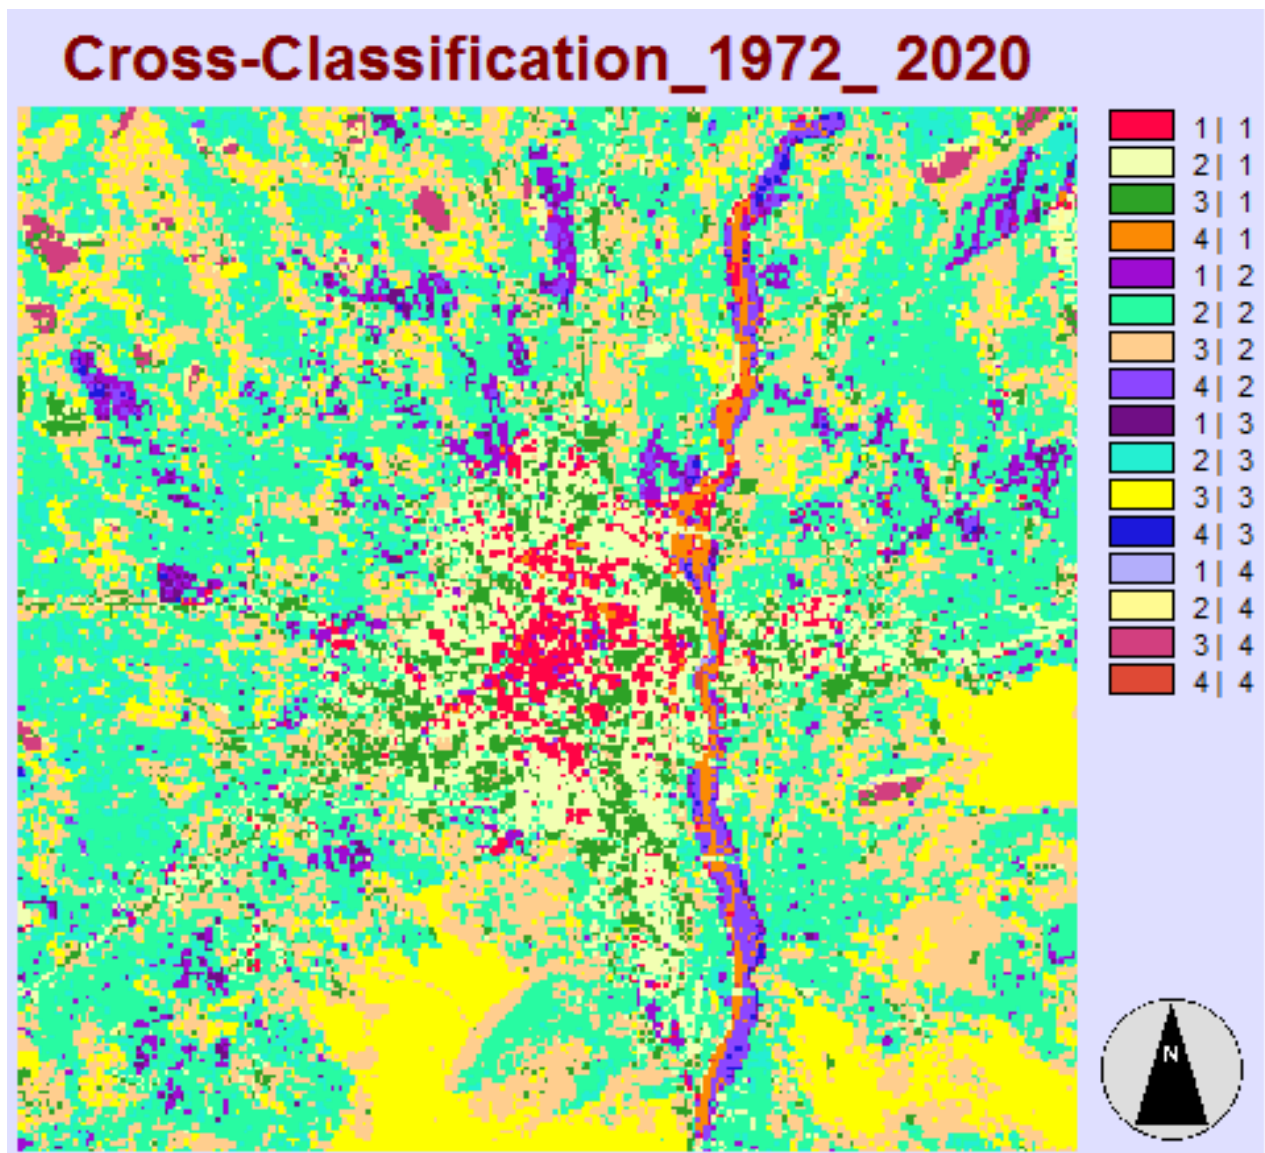 Cross-Classification_1972_ 2020
1 | 1
2 | 1
3 | 1
4 | 1
1 | 2
2 | 2
3 | 2
4 | 2
1 | 3
2 | 3
3 | 3
4 | 3
1 | 4
2 | 4
3 | 4
4 | 4
N